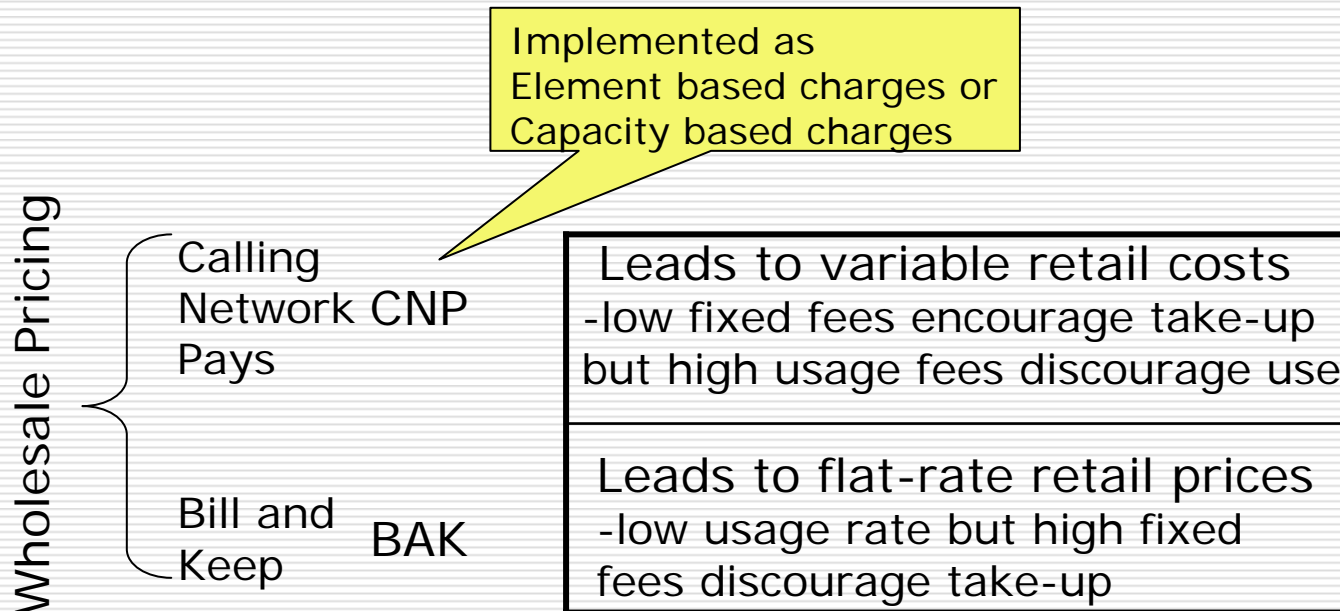 Implemented as
Element based charges or
Capacity based charges
Wholesale Pricing
Calling
Network CNP
Pays
Leads to variable retail costs
-low fixed fees encourage take-up
but high usage fees discourage use
Bill and
Keep
BAK
Leads to flat-rate retail prices
-low usage rate but high fixed
fees discourage take-up